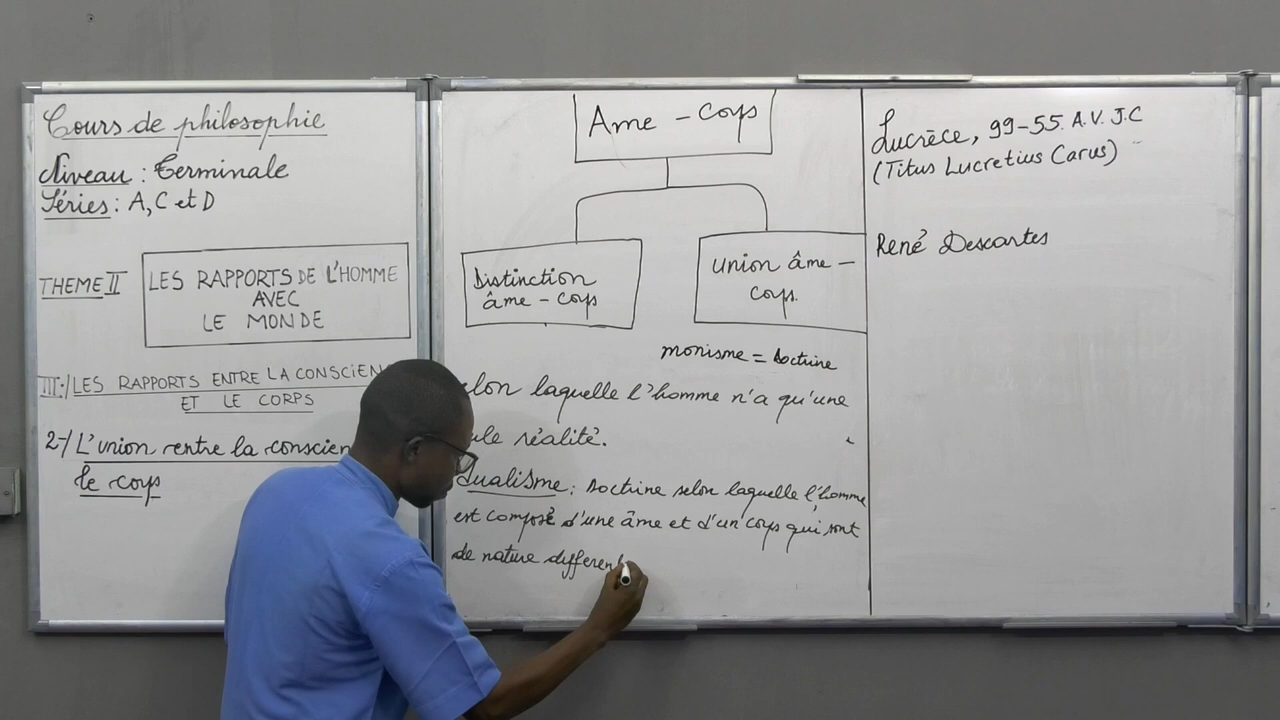 Cours de philosophie
Niveau : Terminale
Séries : A, C et D
THEME II
LES RAPPORTS DE L'HOMME
AVEC
LE MONDE
III-/ LES RAPPORTS ENTRE LA CONSCIEN
ET LE CORPS
2-/ L'union entre la conscien
le corps
Ame - Corps
Distinction
âme - corps
Union âme -
corps.
monisme = Doctrine
selon laquelle l'homme n'a qu'une
ule réalité.
Dualisme : Doctrine selon laquelle l'homme
est composé d'une âme et d'un corps qui sont
de nature different
Lucrèce, 99-55. A.V. J.C
(Titus Lucretius Carus)
René Descartes